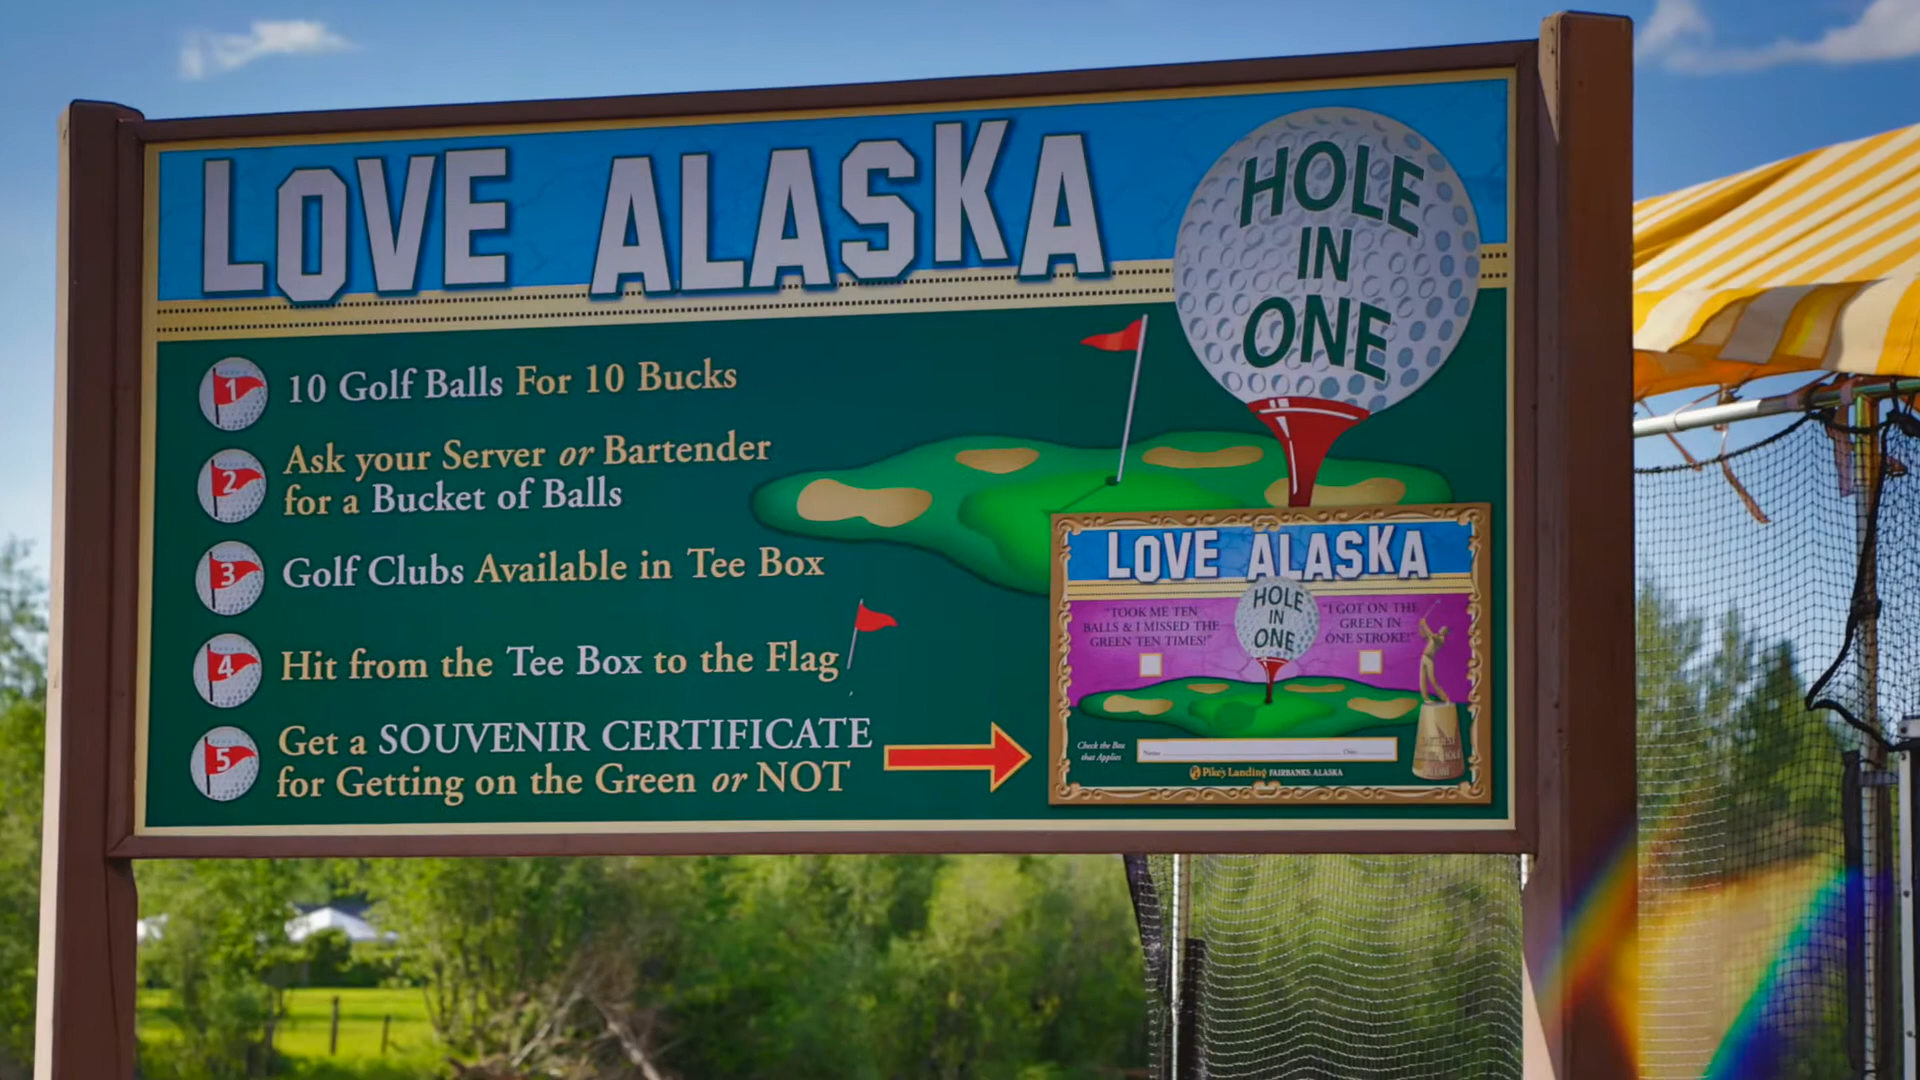 LOVE ALASKA
HOLE
IN
ONE
1 10 Golf Balls For 10 Bucks
2 Ask your Server or Bartender
for a Bucket of Balls
3 Golf Clubs Available in Tee Box
4 Hit from the Tee Box to the Flag
5 Get a SOUVENIR CERTIFICATE
for Getting on the Green or NOT
LOVE ALASKA
HOLE
IN
ONE
"TOOK ME TEN
BALLS & I MISSED THE
GREEN TEN TIMES!"
"I GOT ON THE
GREEN IN
ONE STROKE!"
Check the Box
that Applies
Name: Date:
Pike's Landing FAIRBANKS, ALASKA